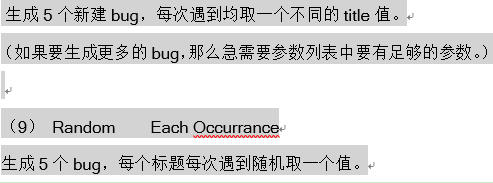 生成 5 个新建 bug，每次遇到均取一个不同的 title 值。
（如果要生成更多的 bug，那么急需要参数列表中要有足够的参数。）
（9） Random Each Occurrance
生成 5 个 bug，每个标题每次遇到随机取一个值。